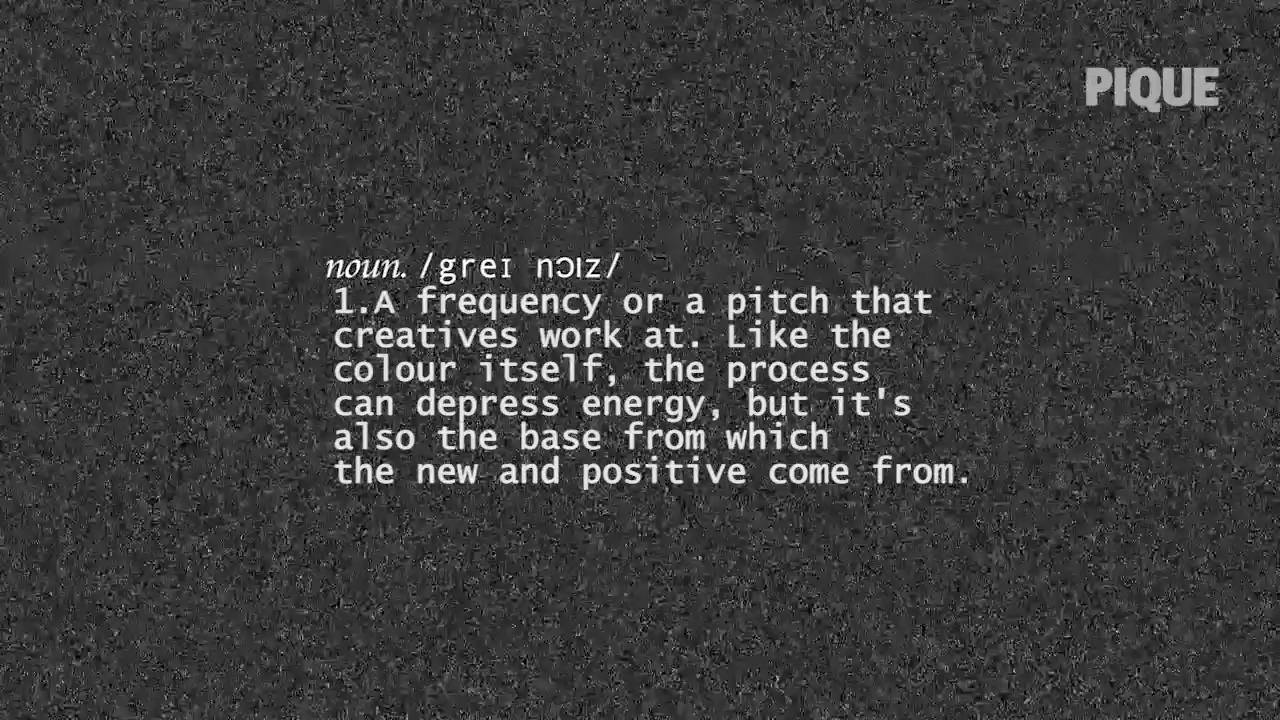 PIQUE
noun. /greɪ nɔɪz/
1.A frequency or a pitch that
creatives work at. Like the
colour itself, the process
can depress energy, but it's
also the base from which
the new and positive come from.